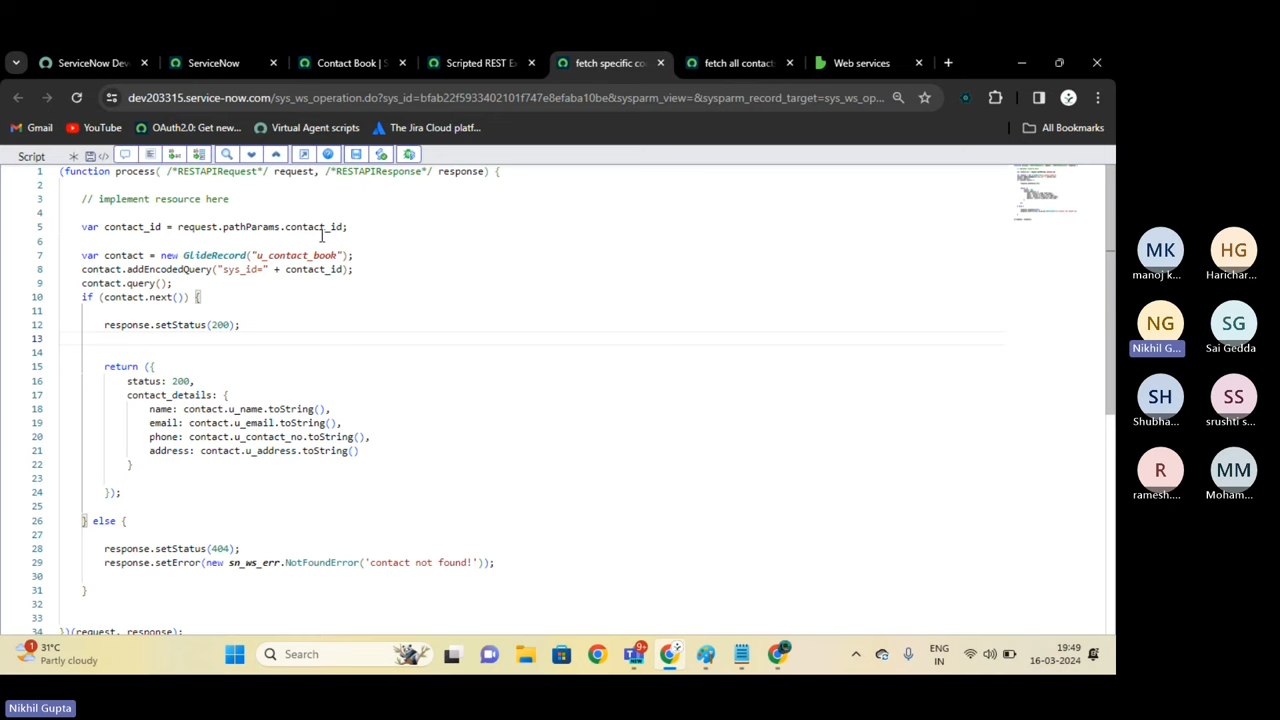 ServiceNow Dev
ServiceNow
Contact Book | S
Scripted REST E
fetch specific co
fetch all contact
Web services
dev203315.service-now.com/sys_ws_operation.do?sys_id=bfab22f5933402101f747e8efaba10be&sysparm_view=&sysparm_record_target=sys_ws_op...
Gmail
YouTube
OAuth2.0: Get new...
Virtual Agent scripts
The Jira Cloud platf...
All Bookmarks
Script
1 (function process( /*RESTAPIRequest*/ request, /*RESTAPIResponse*/ response) {
2
3 // implement resource here
4
5 var contact_id = request.pathParams.contact_id;
6
7 var contact = new GlideRecord("u_contact_book");
8 contact.addEncodedQuery("sys_id=" + contact_id);
9 contact.query();
10 if (contact.next()) {
11
12 response.setStatus(200);
13
14
15 return ({
16 status: 200,
17 contact_details: {
18 name: contact.u_name.toString(),
19 email: contact.u_email.toString(),
20 phone: contact.u_contact_no.toString(),
21 address: contact.u_address.toString()
22 }
23
24 });
25
26 } else {
27
28 response.setStatus(404);
29 response.setError(new sn_ws_err.NotFoundError('contact not found!'));
30
31 }
32
33
34 })(request, response);
MK
manoj k...
HG
Harichar...
NG
Nikhil G...
SG
Sai Gedda
SH
Shubha...
SS
srushti s...
R
ramesh....
MM
Moham...
1
31°C
Partly cloudy
Search
9+
ENG
IN
19:49
16-03-2024
Nikhil Gupta